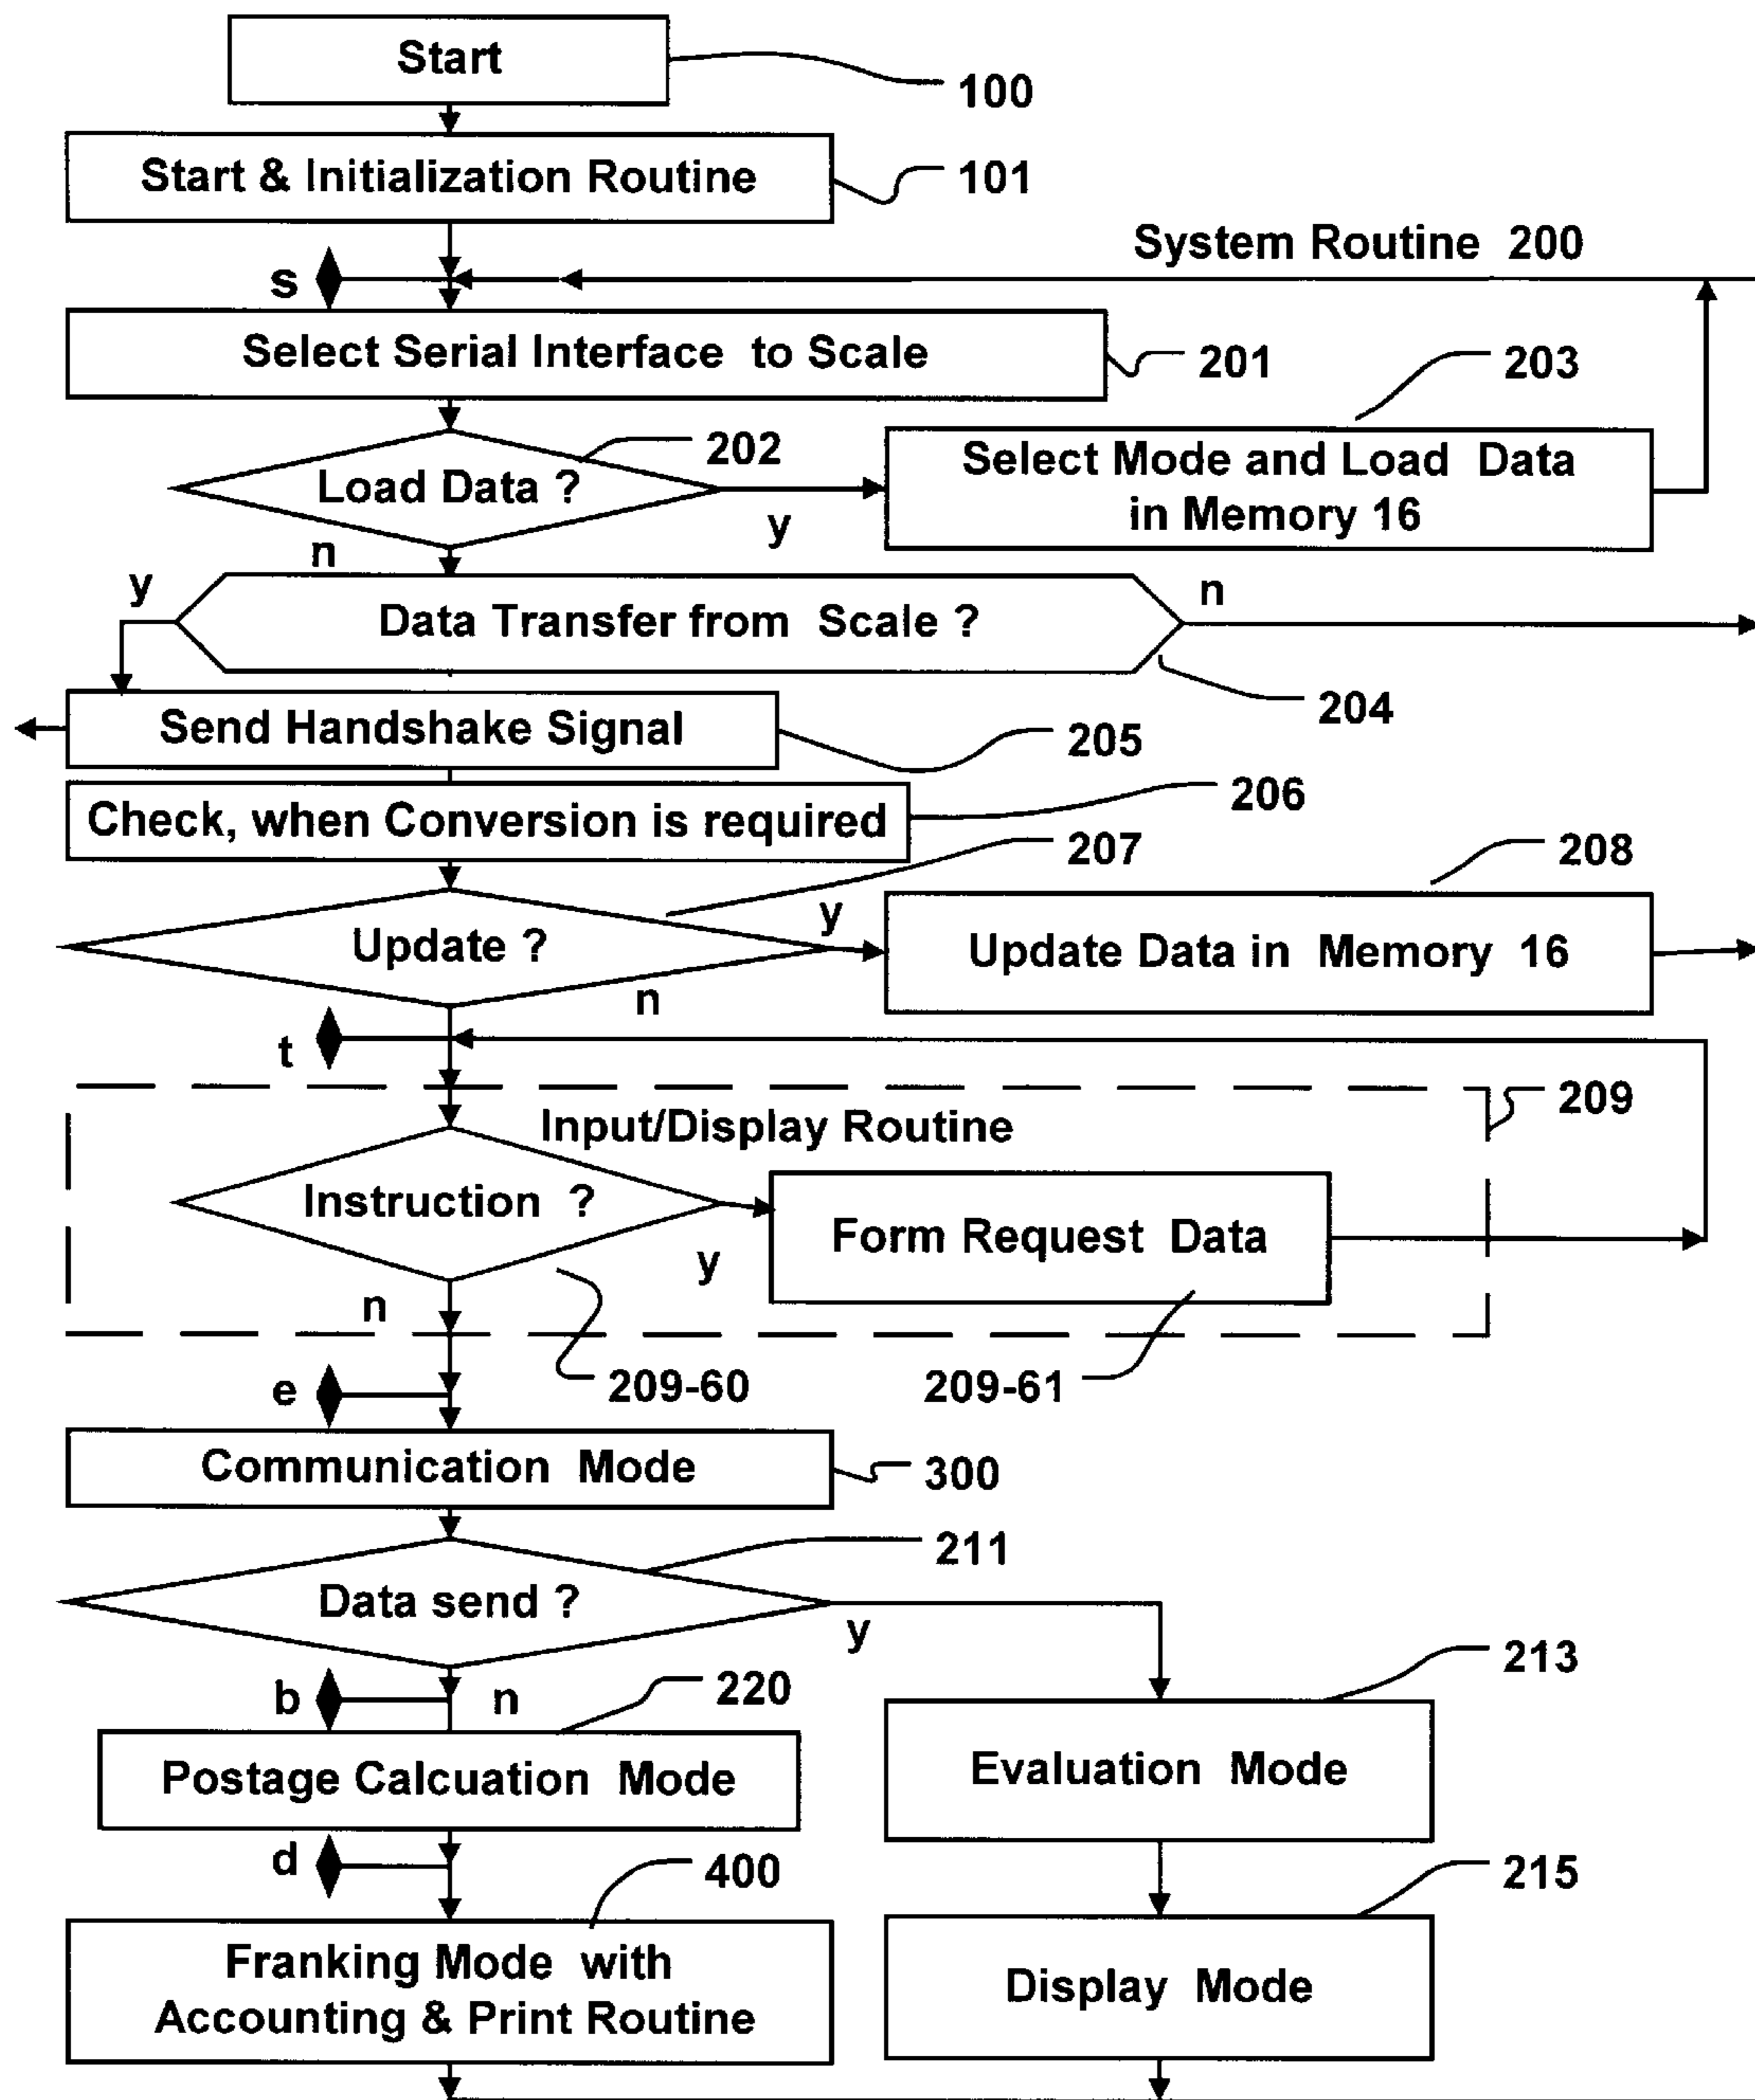 Start
100
Start & Initialization Routine
101
System Routine 200
s
Select Serial Interface to Scale
201
203
202
Load Data ?
y
n
Select Mode and Load Data
in Memory 16
y
Data Transfer from Scale ?
n
204
Send Handshake Signal
205
Check, when Conversion is required
206
207
208
Update ?
y
n
Update Data in Memory 16
t
209
Input/Display Routine
Instruction ?
y
n
Form Request Data
209-60
209-61
e
Communication Mode
300
211
Data send ?
y
213
b
n
220
Postage Calcuation Mode
Evaluation Mode
d
400
215
Franking Mode with
Accounting & Print Routine
Display Mode